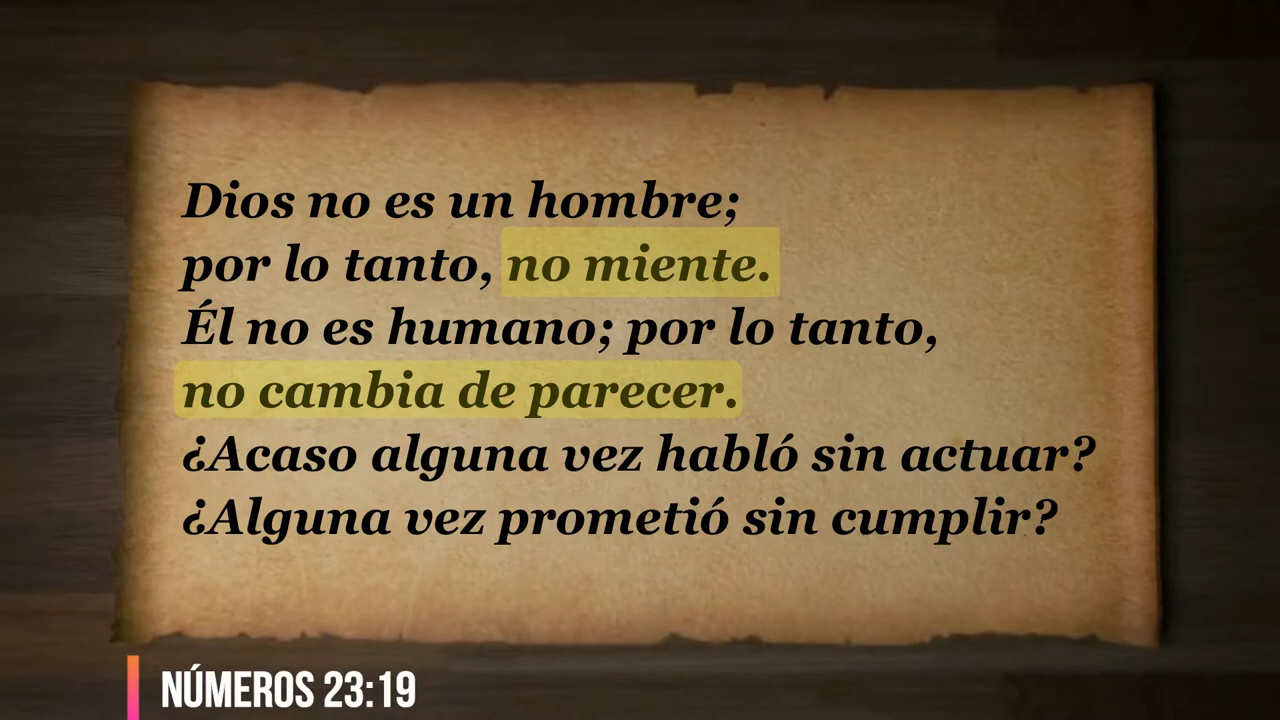 Dios no es un hombre;
por lo tanto, no miente.
Él no es humano; por lo tanto,
no cambia de parecer.
¿Acaso alguna vez habló sin actuar?
¿Alguna vez prometió sin cumplir?
NÚMEROS 23:19